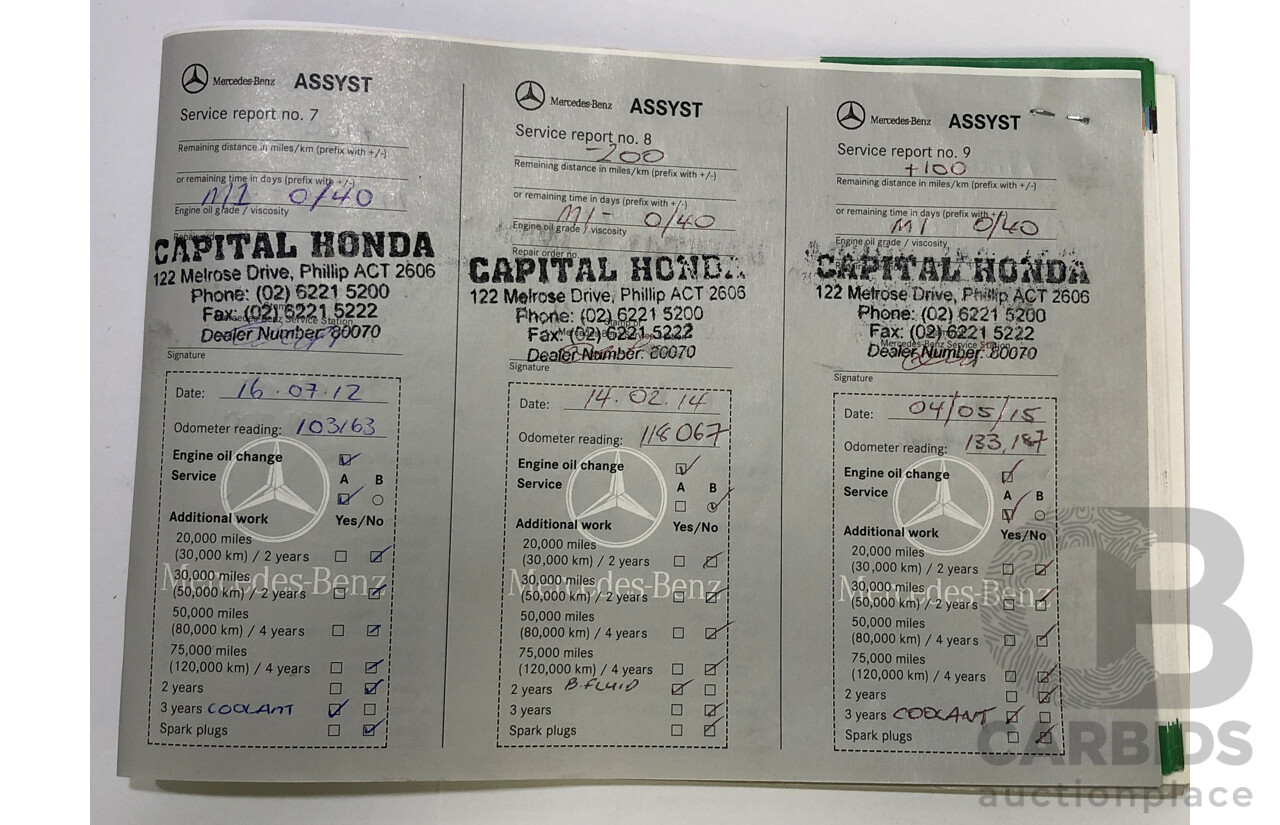 Mercedes-Benz ASSYST
Service report no. 7
Remaining distance in miles/km (prefix with +/-)
or remaining time in days (prefix with +/-)
M1 0/40
Engine oil grade / viscosity
CAPITAL HONDA
122 Melrose Drive, Phillip ACT 2606
Phone: (02) 6221 5200
Fax: (02) 6221 5222
Mercedes-Benz Service Station
Dealer Number: 80070
Signature
Date: 16.07.12
Odometer reading: 103163
Engine oil change
Service A B
Additional work Yes/No
20,000 miles
(30,000 km) / 2 years
30,000 miles
Mercedes-Benz
(50,000 km) / 2 years
50,000 miles
(80,000 km) / 4 years
75,000 miles
(120,000 km) / 4 years
2 years
3 years COOLANT
Spark plugs
Mercedes-Benz ASSYST
Service report no. 8
-200
Remaining distance in miles/km (prefix with +/-)
or remaining time in days (prefix with +/-)
M1- 0/40
Engine oil grade / viscosity
Repair order no.
CAPITAL HONDA
122 Melrose Drive, Phillip ACT 2606
Phone: (02) 6221 5200
Fax: (02) 6221 5222
Dealer Number: 80070
Signature
Date: 14.02.14
Odometer reading: 118067
Engine oil change
Service A B
Additional work Yes/No
20,000 miles
(30,000 km) / 2 years
30,000 miles
Mercedes-Benz
(50,000 km) / 2 years
50,000 miles
(80,000 km) / 4 years
75,000 miles
(120,000 km) / 4 years
2 years B.FLUID
3 years
Spark plugs
Mercedes-Benz ASSYST
Service report no. 9
+100
Remaining distance in miles/km (prefix with +/-)
or remaining time in days (prefix with +/-)
M1 0/40
Engine oil grade / viscosity
CAPITAL HONDA
122 Melrose Drive, Phillip ACT 2606
Phone: (02) 6221 5200
Fax: (02) 6221 5222
Mercedes-Benz Service Station
Dealer Number: 80070
Signature
Date: 04/05/15
Odometer reading: 133,187
Engine oil change
Service A B
Additional work Yes/No
20,000 miles
(30,000 km) / 2 years
30,000 miles
Mercedes-Benz
(50,000 km) / 2 years
50,000 miles
(80,000 km) / 4 years
75,000 miles
(120,000 km) / 4 years
2 years
3 years COOLANT
Spark plugs
CARBIDS
auctionplace